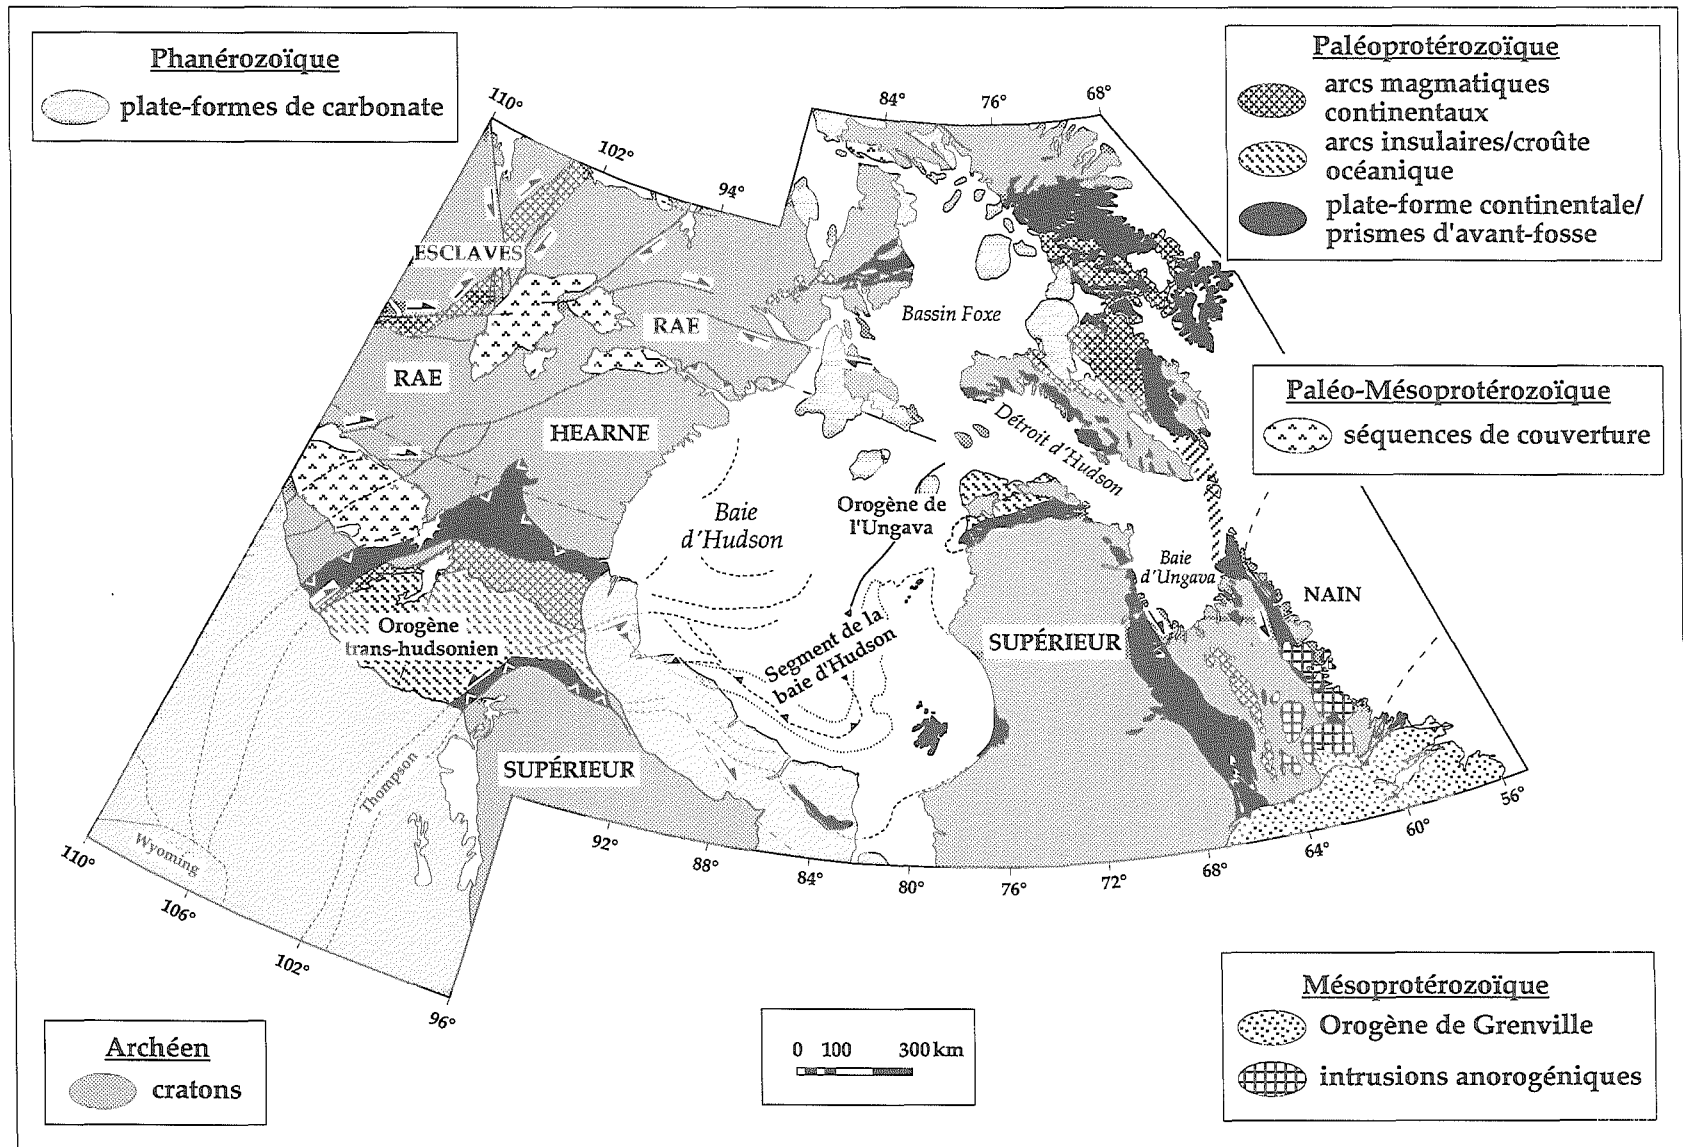 Phanérozoïque
plate-formes de carbonate
Paléoprotérozoïque
arcs magmatiques
continentaux
arcs insulaires/croûte
océanique
plate-forme continentale/
prismes d'avant-fosse
110°
102°
94°
84°
76°
68°
ESCLAVES
RAE
RAE
Bassin Foxe
HEARNE
Détroit d'Hudson
Paléo-Mésoprotérozoïque
séquences de couverture
Baie
d'Hudson
Orogène de
l'Ungava
Baie
d'Ungava
NAIN
Orogène
trans-hudsonien
Segment de la
baie d'Hudson
SUPÉRIEUR
SUPÉRIEUR
Thompson
Wyoming
110°
106°
102°
96°
92°
88°
84°
80°
76°
72°
68°
64°
60°
56°
Archéen
cratons
0 100 300 km
Mésoprotérozoïque
Orogène de Grenville
intrusions anorogéniques